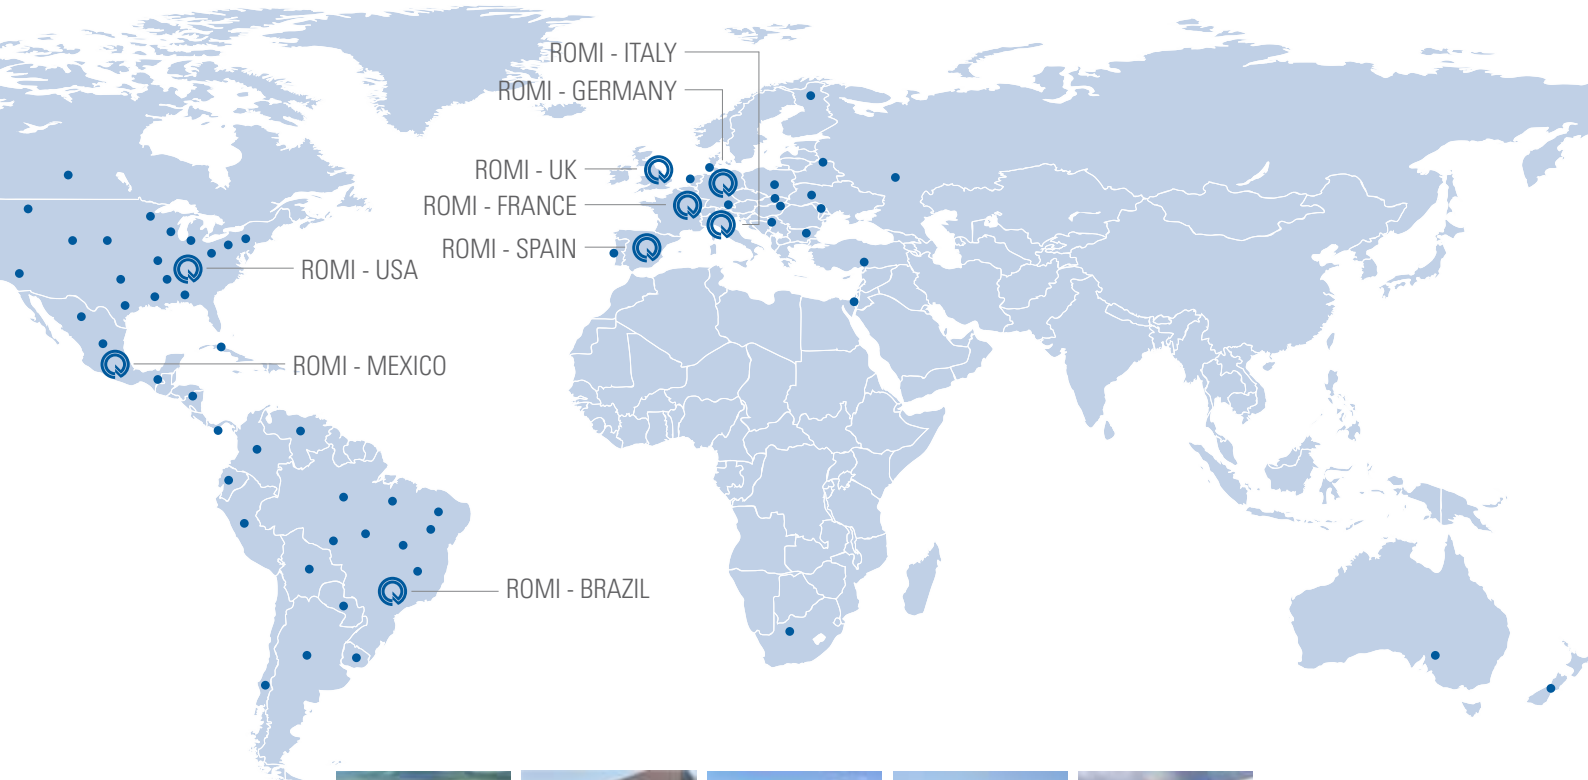 ROMI - ITALY
ROMI - GERMANY
ROMI - UK
ROMI - FRANCE
ROMI - SPAIN
ROMI - USA
ROMI - MEXICO
ROMI - BRAZIL